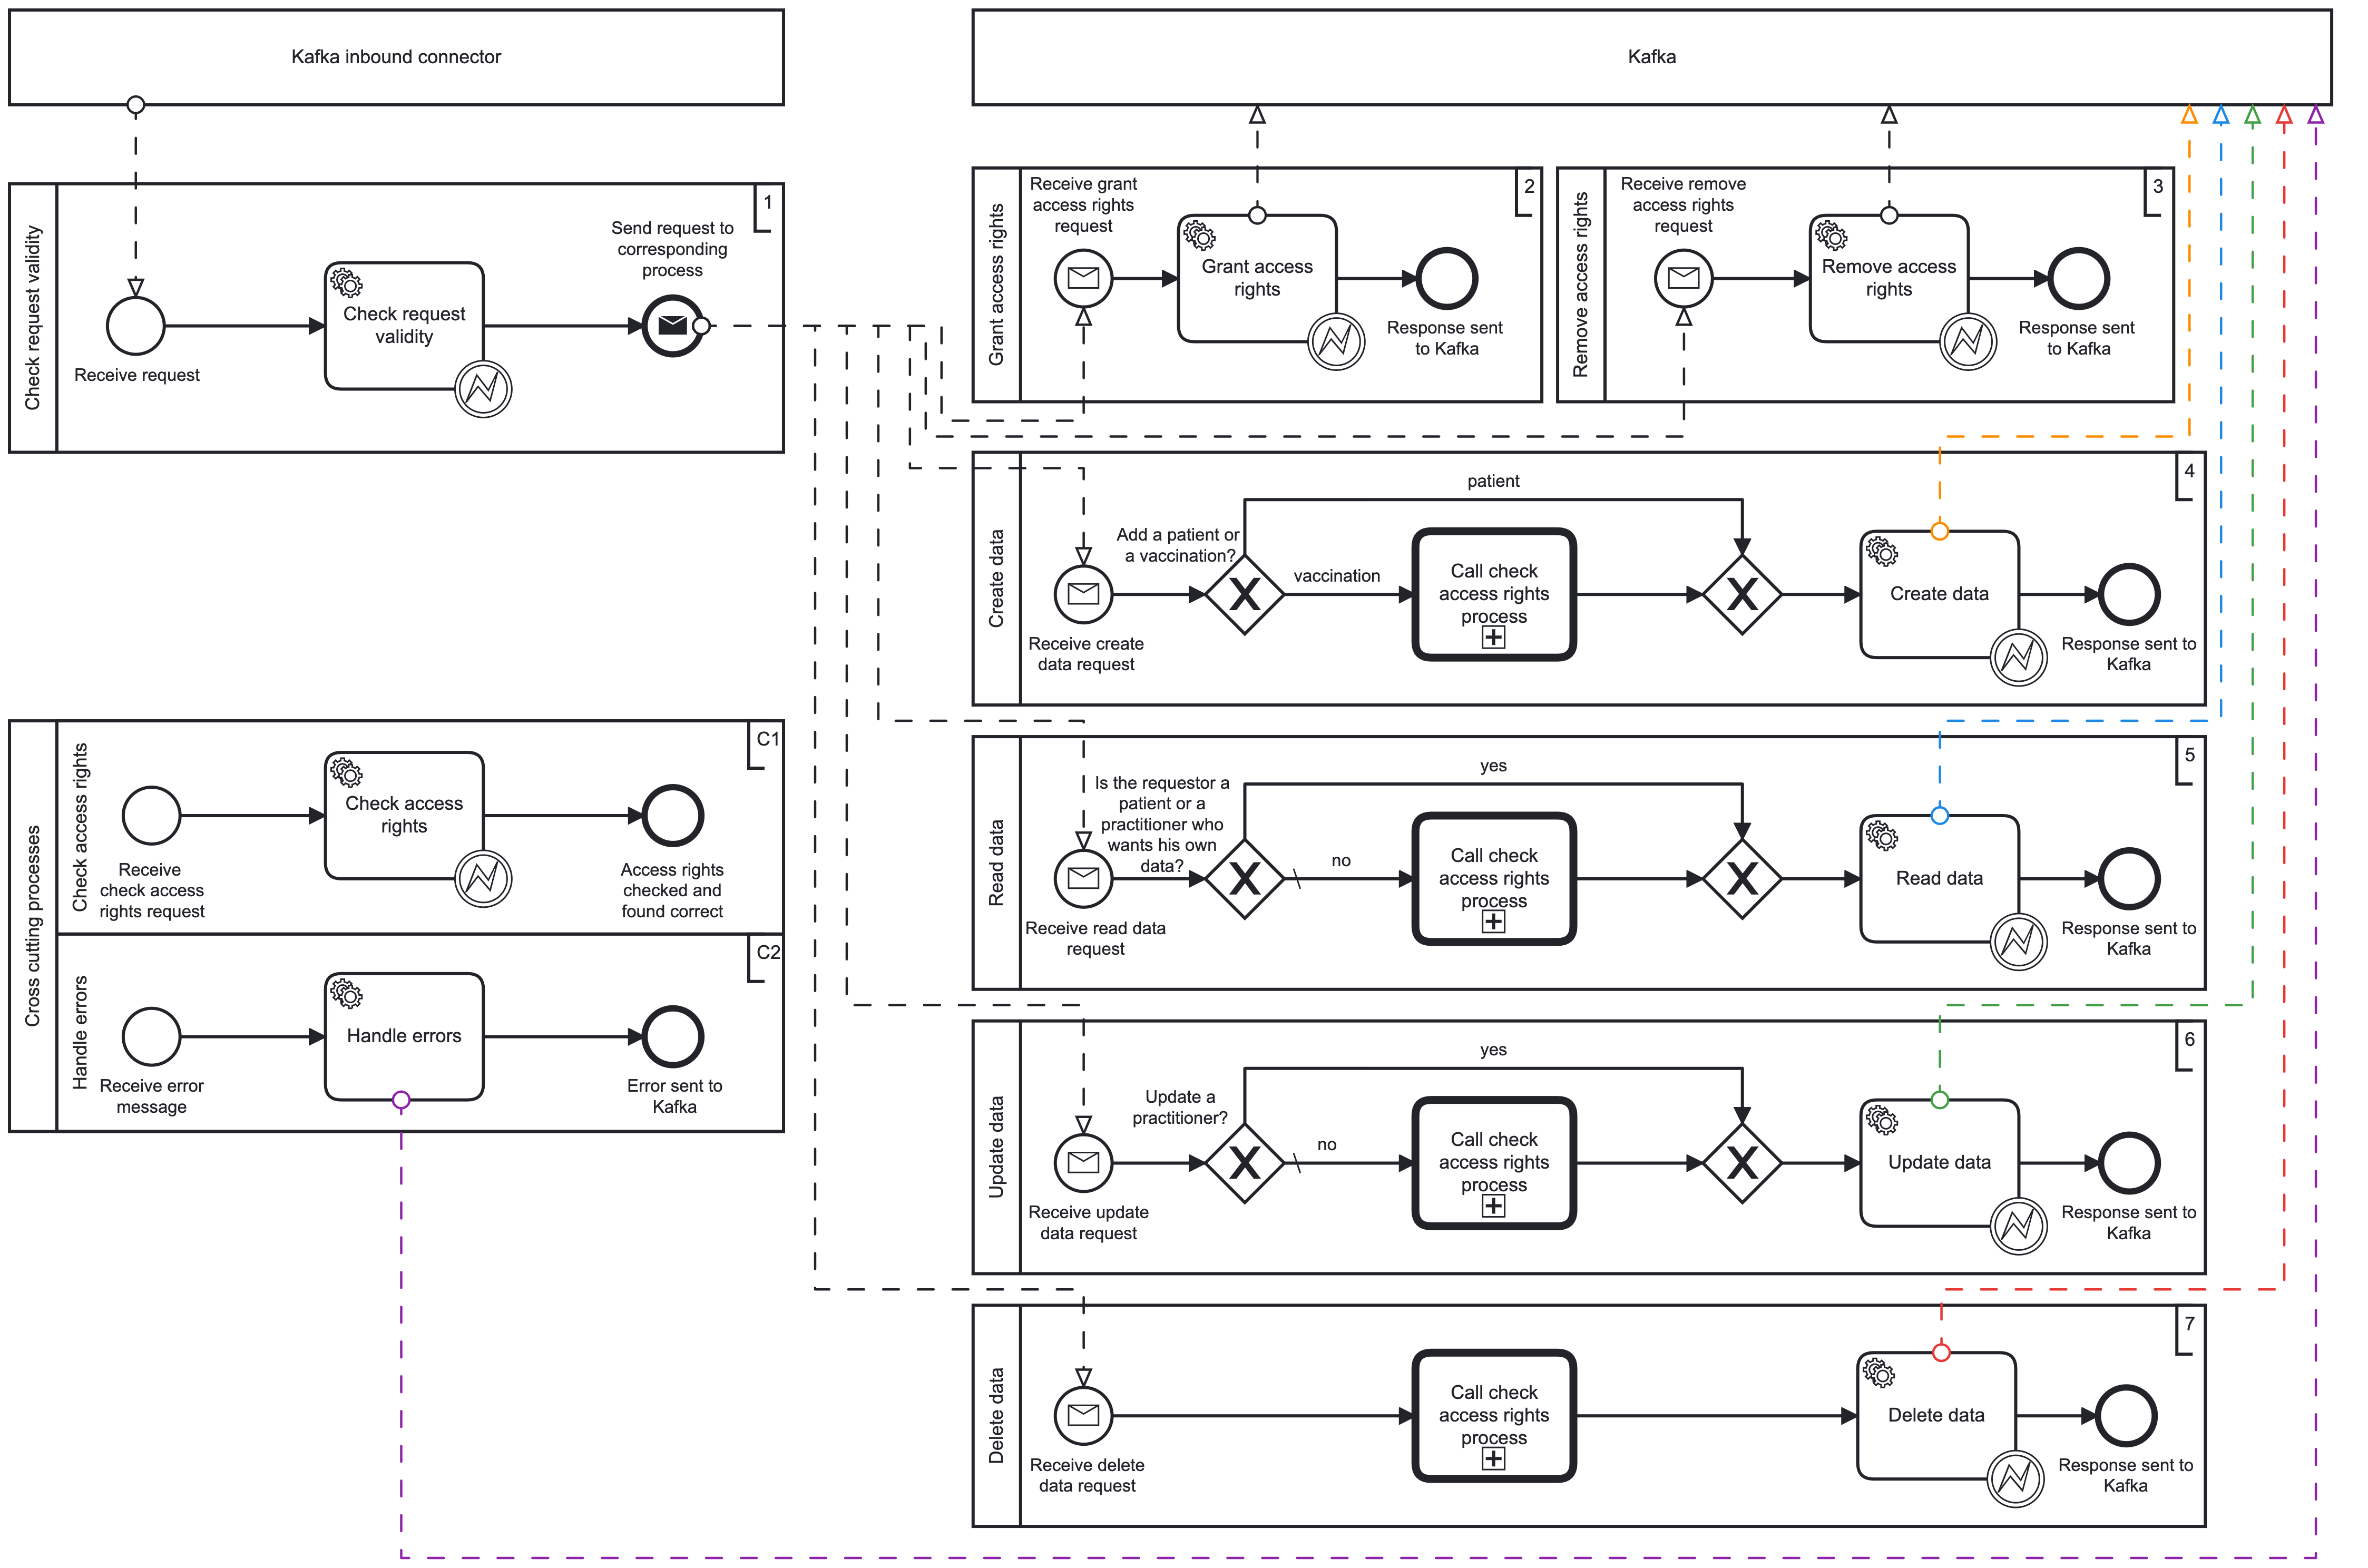 Kafka inbound connector
Kafka
Check request validity
1
Receive request
Check request
validity
Send request to
corresponding
process
Grant access rights
2
Receive grant
access rights
request
Grant access
rights
Response sent
to Kafka
Remove access rights
3
Receive remove
access rights
request
Remove access
rights
Response sent
to Kafka
Create data
4
Receive create
data request
Add a patient or
a vaccination?
patient
vaccination
Call check
access rights
process
Create data
Response sent to
Kafka
Cross cutting processes
Check access rights
C1
Receive
check access
rights request
Check access
rights
Access rights
checked and
found correct
Handle errors
C2
Receive error
message
Handle errors
Error sent to
Kafka
Read data
5
Receive read data
request
Is the requestor a
patient or a
practitioner who
wants his own
data?
yes
no
Call check
access rights
process
Read data
Response sent to
Kafka
Update data
6
Receive update
data request
Update a
practitioner?
yes
no
Call check
access rights
process
Update data
Response sent to
Kafka
Delete data
7
Receive delete
data request
Call check
access rights
process
Delete data
Response sent to
Kafka